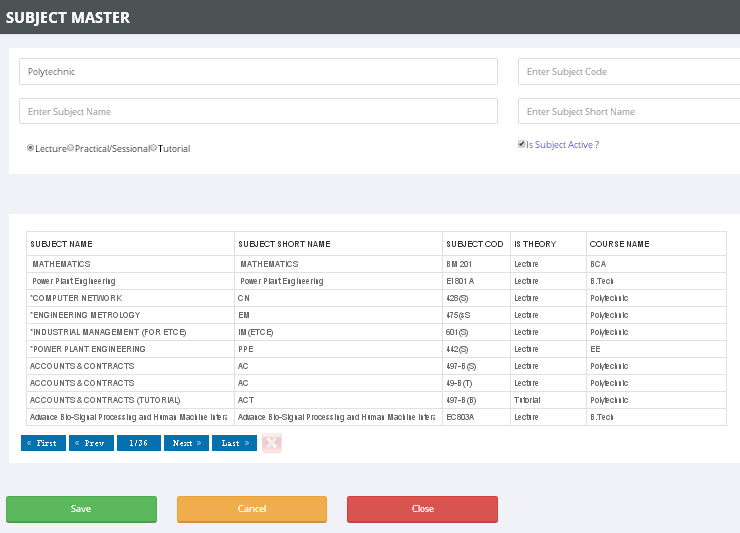 SUBJECT MASTER
Polytechnic Enter Subject Code
Enter Subject Name Enter Subject Short Name
Lecture Practical/Sessional Tutorial Is Subject Active ?
SUBJECT NAME SUBJECT SHORT NAME SUBJECT COD IS THEORY COURSE NAME
MATHEMATICS MATHEMATICS BM 201 Lecture BCA
Power Plant Engineering Power Plant Engineering EI 801 A Lecture B.Tech
*COMPUTER NETWORK CN 428(S) Lecture Polytechnic
*ENGINEERING METROLOGY EM Lecture Polytechnic
*INDUSTRIAL MANAGEMENT (FOR ETCE) IM(ETCE) 601(S) Lecture Polytechnic
*POWER PLANT ENGINEERING PPE 442(S) Lecture EE
ACCOUNTS & CONTRACTS AC 497-B(S) Lecture Polytechnic
ACCOUNTS & CONTRACTS AC 49-B(T) Lecture Polytechnic
ACCOUNTS & CONTRACTS (TUTORIAL) ACT 497-B(B) Tutorial Polytechnic
Advance Bio-Signal Processing and Human Machine Advance Bio-Signal Processing and Human Machine EC803A Lecture B.Tech
« First « Prev 1/36 Next » Last »
Save Cancel Close